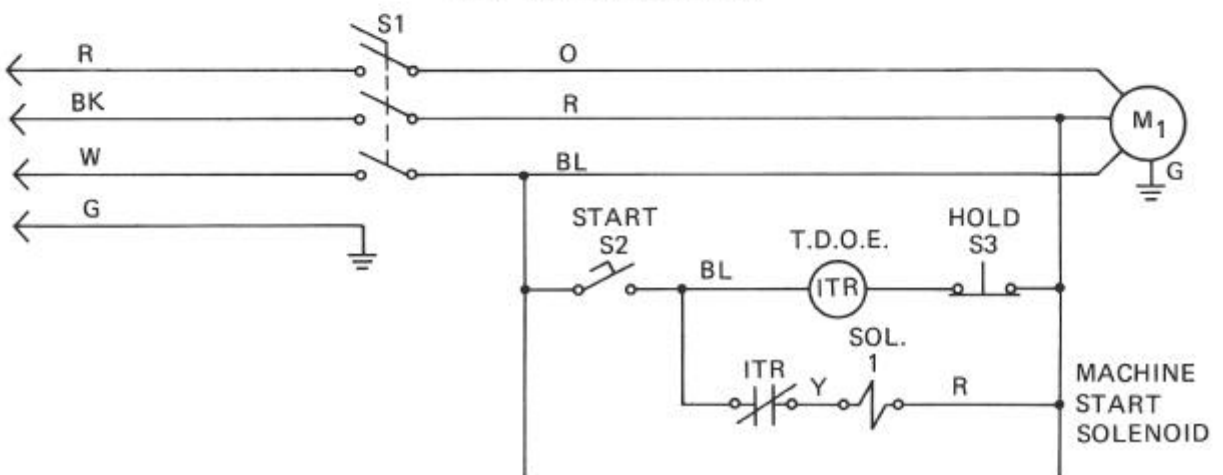 S1
R
O
BK
R
M1
W
BL
G
G
START
S2
T.D.O.E.
HOLD
S3
BL
ITR
SOL.
1
ITR
Y
R
MACHINE
START
SOLENOID